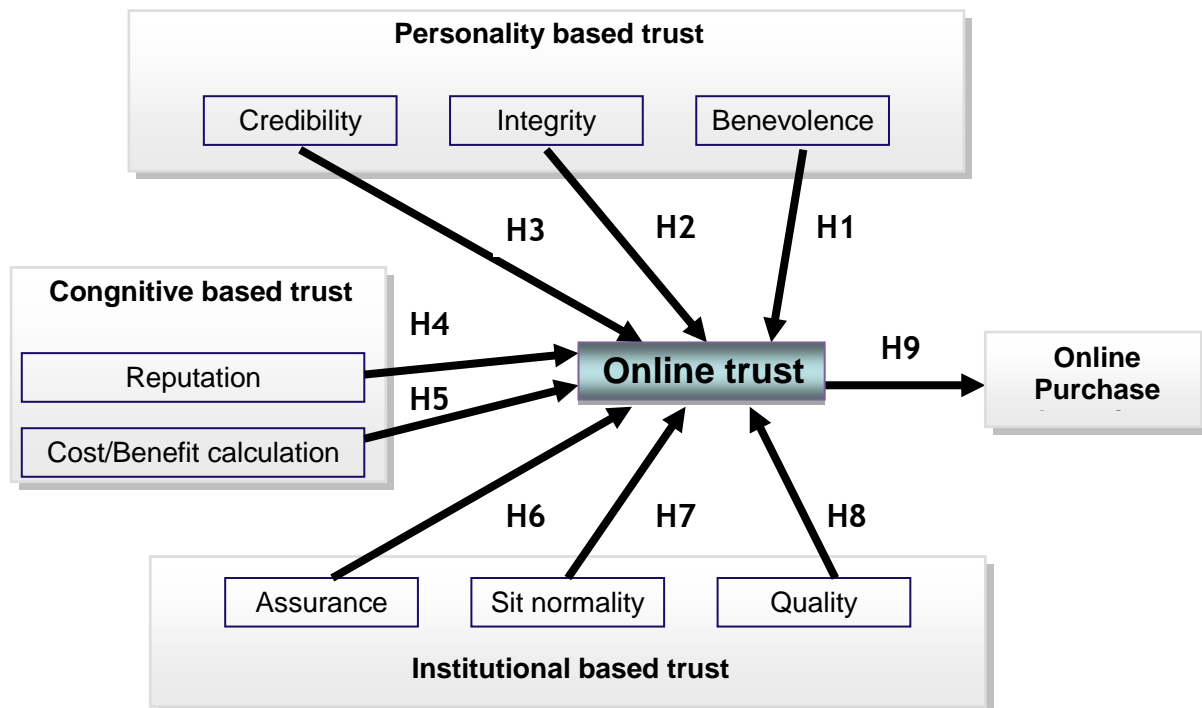 Personality based trust
Credibility
Integrity
Benevolence
H3
H2
H1
Congnitive based trust
H4
Reputation
H5
Cost/Benefit calculation
Online trust
H9
Online
Purchase
H6
H7
H8
Assurance
Sit normality
Quality
Institutional based trust